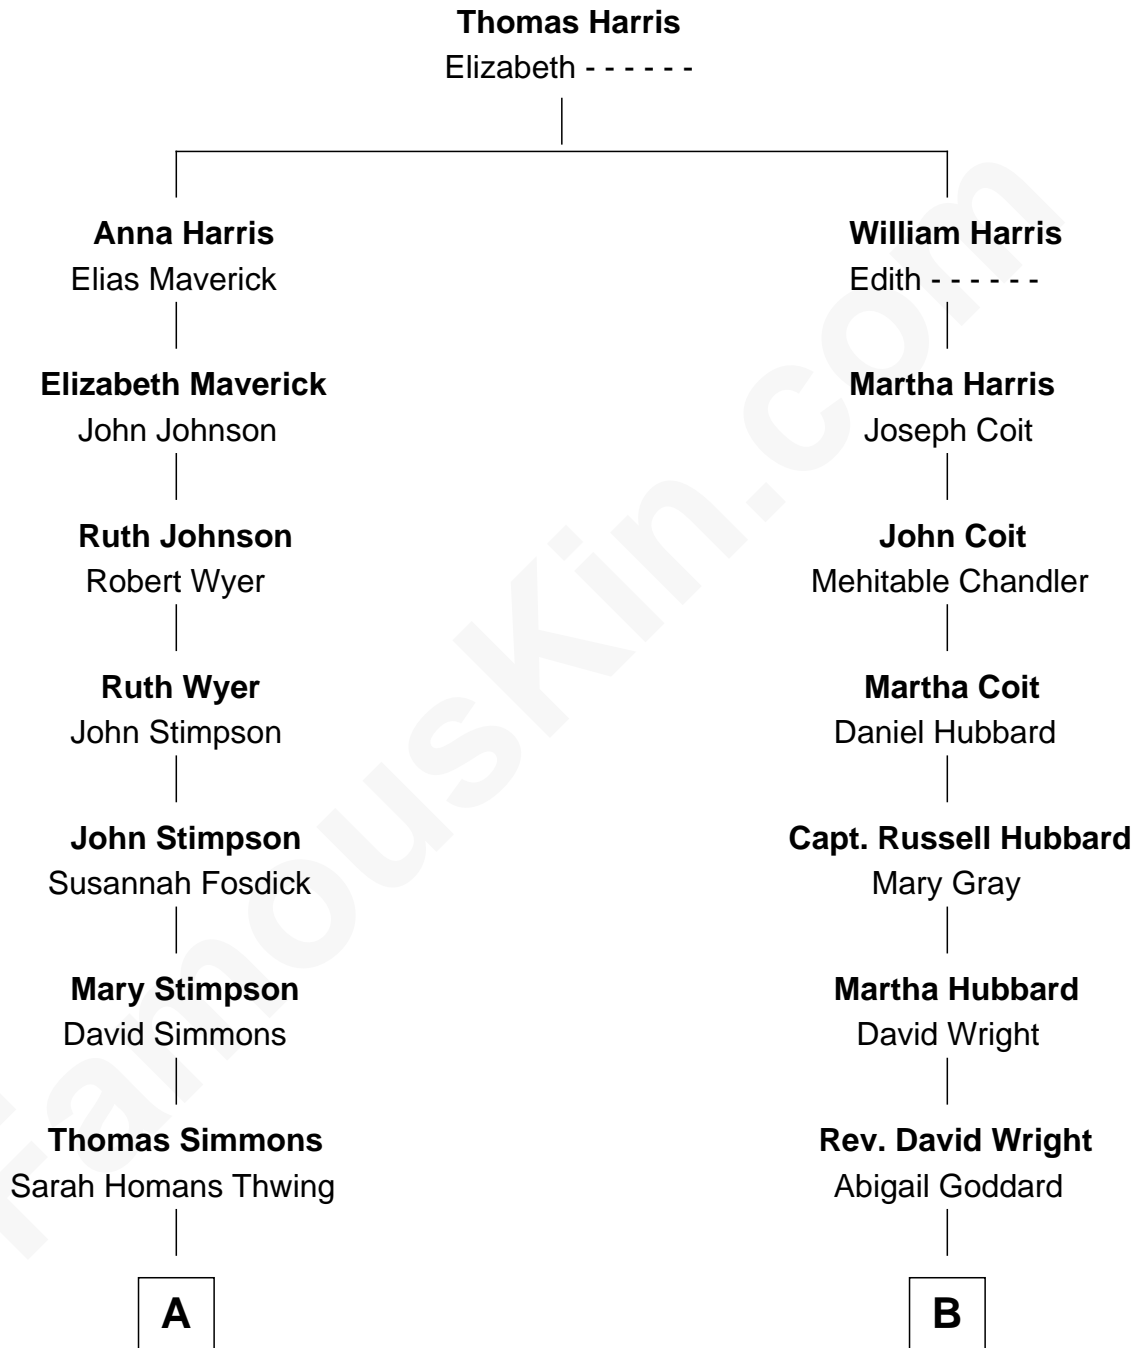 Thomas Harris
Elizabeth - - - - - -
Anna Harris
Elias Maverick
William Harris
Edith - - - - - -
Elizabeth Maverick
John Johnson
Martha Harris
Joseph Coit
Ruth Johnson
Robert Wyer
John Coit
Mehitable Chandler
Ruth Wyer
John Stimpson
Martha Coit
Daniel Hubbard
John Stimpson
Susannah Fosdick
Capt. Russell Hubbard
Mary Gray
Mary Stimpson
David Simmons
Martha Hubbard
David Wright
Thomas Simmons
Sarah Homans Thwing
Rev. David Wright
Abigail Goddard
A
B
FamousKin.com